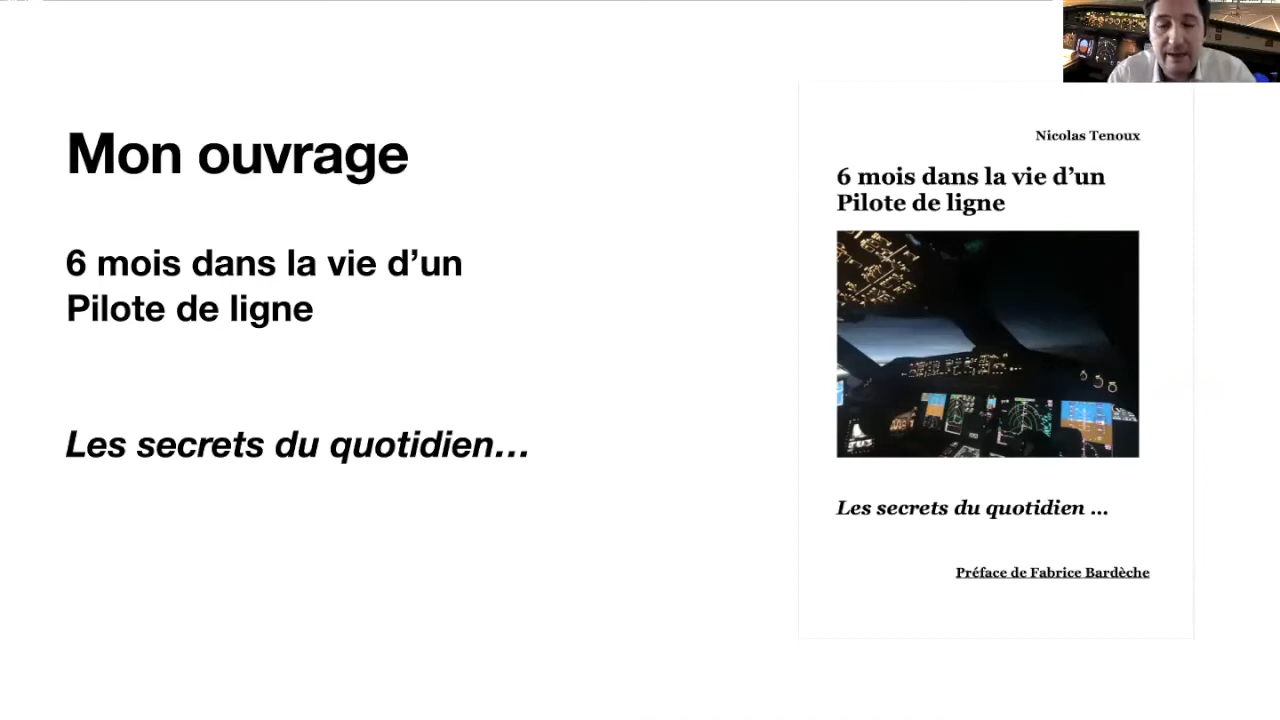 Mon ouvrage
6 mois dans la vie d’un
Pilote de ligne
Les secrets du quotidien…
Nicolas Tenoux
6 mois dans la vie d’un
Pilote de ligne
Les secrets du quotidien ...
Préface de Fabrice Bardèche